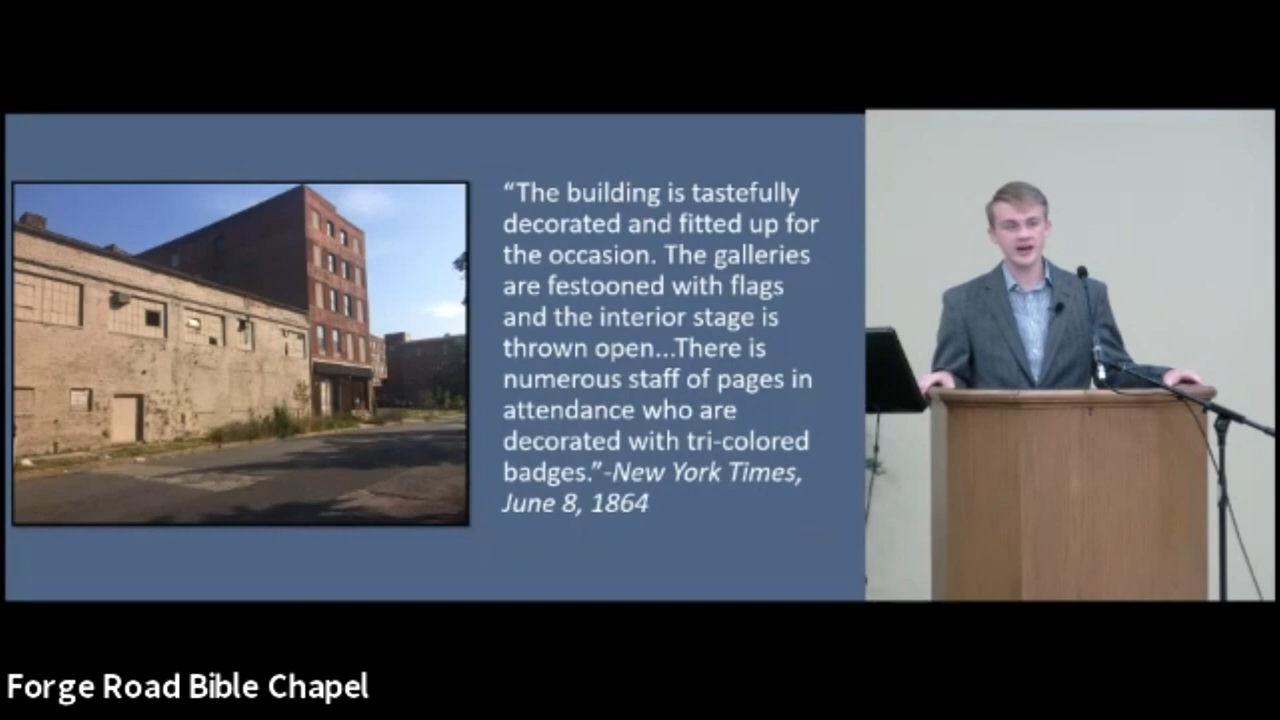 “The building is tastefully
decorated and fitted up for
the occasion. The galleries
are festooned with flags
and the interior stage is
thrown open...There is
numerous staff of pages in
attendance who are
decorated with tri-colored
badges.”-New York Times,
June 8, 1864
Forge Road Bible Chapel